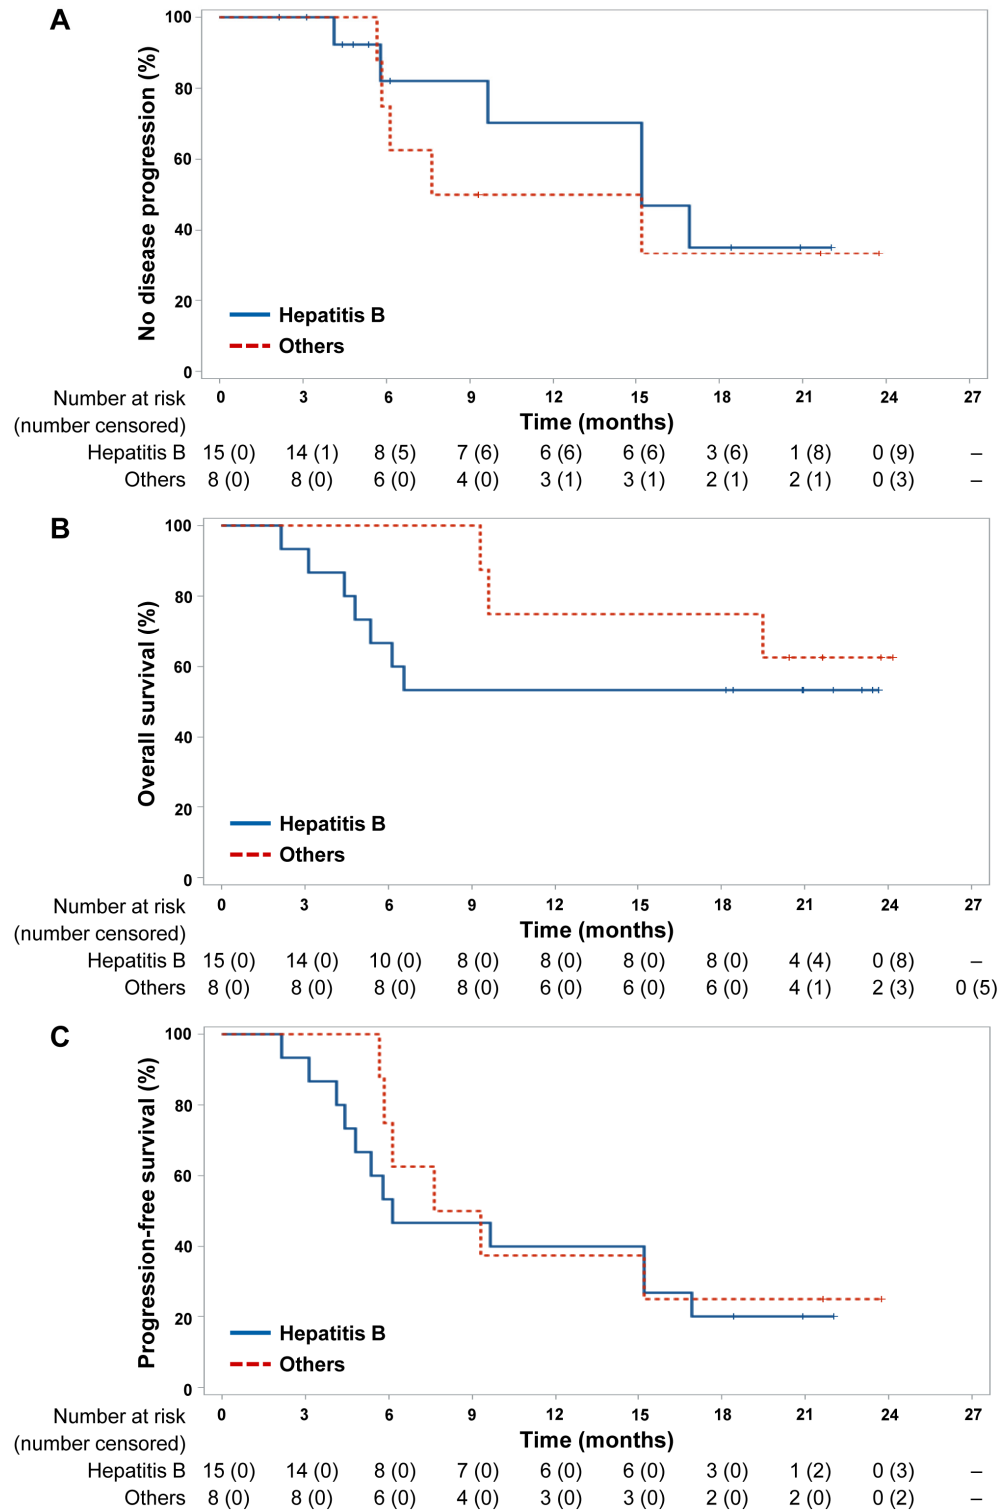 A
No disease progression (%)
100
80
60
40
20
0
Hepatitis B
Others
0 3 6 9 12 15 18 21 24 27
Time (months)
Number at risk
(number censored)
Hepatitis B 15 (0) 14 (1) 8 (5) 7 (6) 6 (6) 6 (6) 3 (6) 1 (8) 0 (9) –
Others 8 (0) 8 (0) 6 (0) 4 (0) 3 (1) 3 (1) 2 (1) 2 (1) 0 (3) –
B
Overall survival (%)
100
80
60
40
20
0
Hepatitis B
Others
0 3 6 9 12 15 18 21 24 27
Time (months)
Number at risk
(number censored)
Hepatitis B 15 (0) 14 (0) 10 (0) 8 (0) 8 (0) 8 (0) 8 (0) 4 (4) 0 (8) –
Others 8 (0) 8 (0) 8 (0) 8 (0) 6 (0) 6 (0) 6 (0) 4 (1) 2 (3) 0 (5)
C
Progression-free survival (%)
100
80
60
40
20
0
Hepatitis B
Others
0 3 6 9 12 15 18 21 24 27
Time (months)
Number at risk
(number censored)
Hepatitis B 15 (0) 14 (0) 8 (0) 7 (0) 6 (0) 6 (0) 3 (0) 1 (2) 0 (3) –
Others 8 (0) 8 (0) 6 (0) 4 (0) 3 (0) 3 (0) 2 (0) 2 (0) 0 (2) –